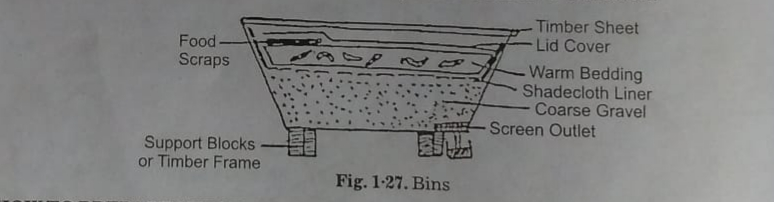 Timber Sheet
Lid Cover
Food
Scraps
Warm Bedding
Shadecloth Liner
Coarse Gravel
Screen Outlet
Support Blocks
or Timber Frame
Fig. 1·27. Bins